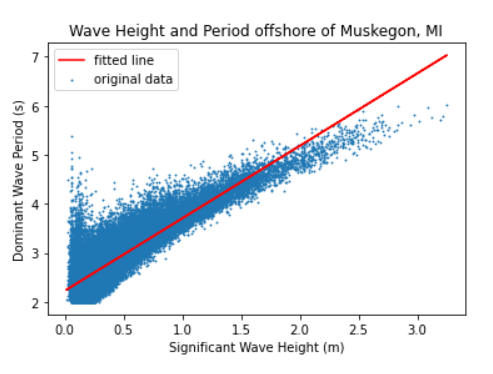 Wave Height and Period offshore of Muskegon, MI
fitted line
original data
7
6
5
4
3
2
Dominant Wave Period (s)
0.0 0.5 1.0 1.5 2.0 2.5 3.0
Significant Wave Height (m)